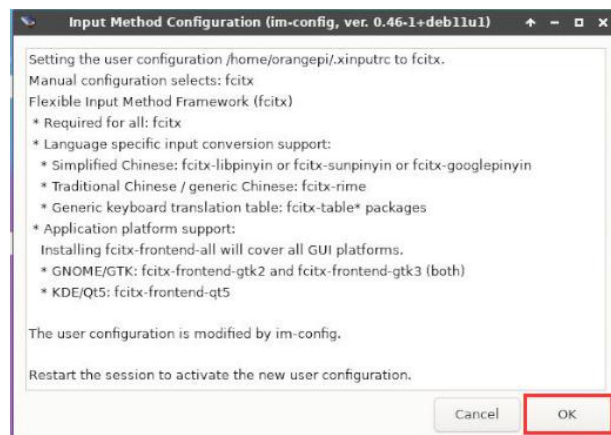 Input Method Configuration (im-config, ver. 0.46-1+deb11u1)
Setting the user configuration /home/orangepi/.xinputrc to fcitx.
Manual configuration selects: fcitx
Flexible Input Method Framework (fcitx)
* Required for all: fcitx
* Language specific input conversion support:
* Simplified Chinese: fcitx-libpinyin or fcitx-sunpinyin or fcitx-googlepinyin
* Traditional Chinese / generic Chinese: fcitx-rime
* Generic keyboard translation table: fcitx-table* packages
* Application platform support:
Installing fcitx-frontend-all will cover all GUI platforms.
* GNOME/GTK: fcitx-frontend-gtk2 and fcitx-frontend-gtk3 (both)
* KDE/Qt5: fcitx-frontend-qt5
The user configuration is modified by im-config.
Restart the session to activate the new user configuration.
Cancel OK